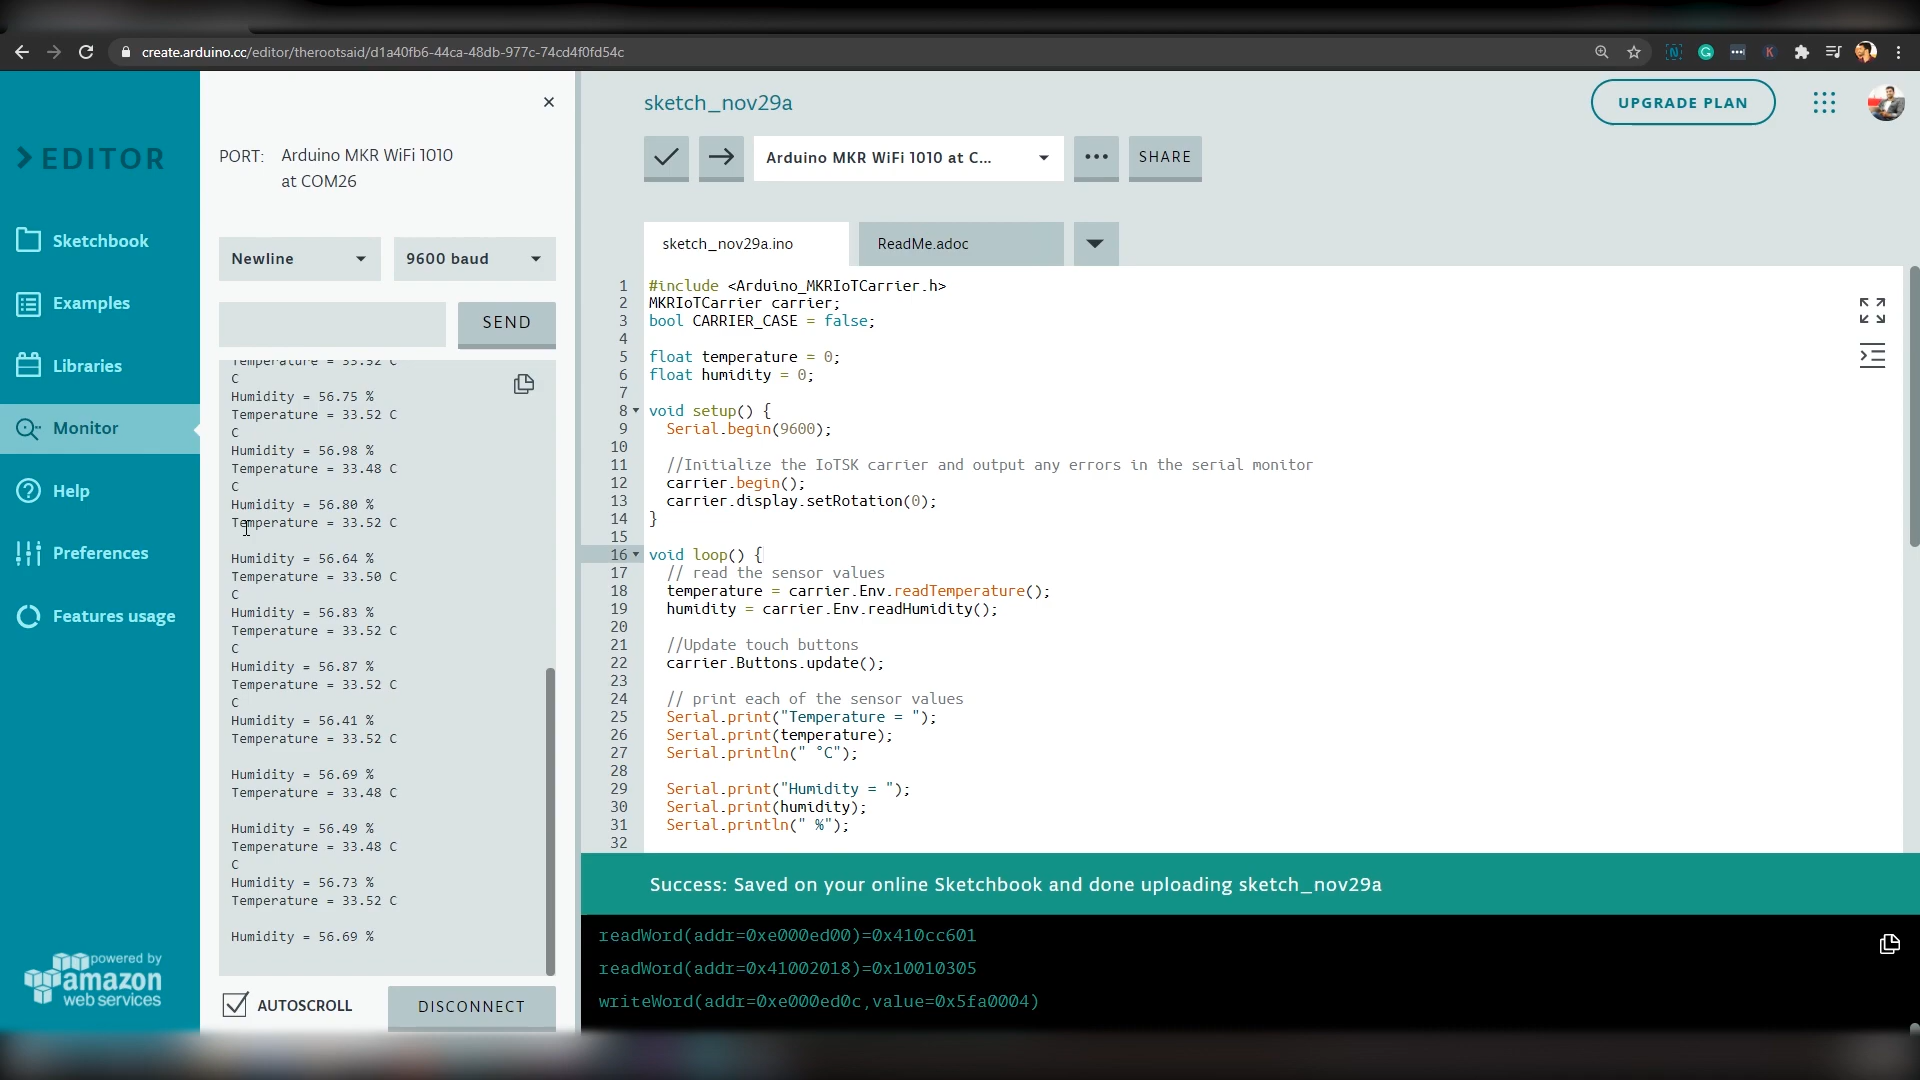 create.arduino.cc/editor/therootsaid/d1a40fb6-44ca-48db-977c-74cd4f0fd54c
EDITOR
Sketchbook
Examples
Libraries
Monitor
Help
Preferences
Features usage
powered by
amazon
web services
PORT: Arduino MKR WiFi 1010
at COM26
Newline
9600 baud
SEND
Temperature = 33.52 C
C
Humidity = 56.75 %
Temperature = 33.52 C
C
Humidity = 56.98 %
Temperature = 33.48 C
C
Humidity = 56.80 %
Temperature = 33.52 C
Humidity = 56.64 %
Temperature = 33.50 C
C
Humidity = 56.83 %
Temperature = 33.52 C
C
Humidity = 56.87 %
Temperature = 33.52 C
C
Humidity = 56.41 %
Temperature = 33.52 C
Humidity = 56.69 %
Temperature = 33.48 C
Humidity = 56.49 %
Temperature = 33.48 C
C
Humidity = 56.73 %
Temperature = 33.52 C
Humidity = 56.69 %
AUTOSCROLL
DISCONNECT
sketch_nov29a
UPGRADE PLAN
Arduino MKR WiFi 1010 at C...
SHARE
sketch_nov29a.ino
ReadMe.adoc
1 #include <Arduino_MKRIoTCarrier.h>
2 MKRIoTCarrier carrier;
3 bool CARRIER_CASE = false;
4
5 float temperature = 0;
6 float humidity = 0;
7
8 void setup() {
9 Serial.begin(9600);
10
11 //Initialize the IoTSK carrier and output any errors in the serial monitor
12 carrier.begin();
13 carrier.display.setRotation(0);
14 }
15
16 void loop() {
17 // read the sensor values
18 temperature = carrier.Env.readTemperature();
19 humidity = carrier.Env.readHumidity();
20
21 //Update touch buttons
22 carrier.Buttons.update();
23
24 // print each of the sensor values
25 Serial.print("Temperature = ");
26 Serial.print(temperature);
27 Serial.println(" °C");
28
29 Serial.print("Humidity = ");
30 Serial.print(humidity);
31 Serial.println(" %");
32
Success: Saved on your online Sketchbook and done uploading sketch_nov29a
readWord(addr=0xe000ed00)=0x410cc601
readWord(addr=0x41002018)=0x10010305
writeWord(addr=0xe000ed0c,value=0x5fa0004)